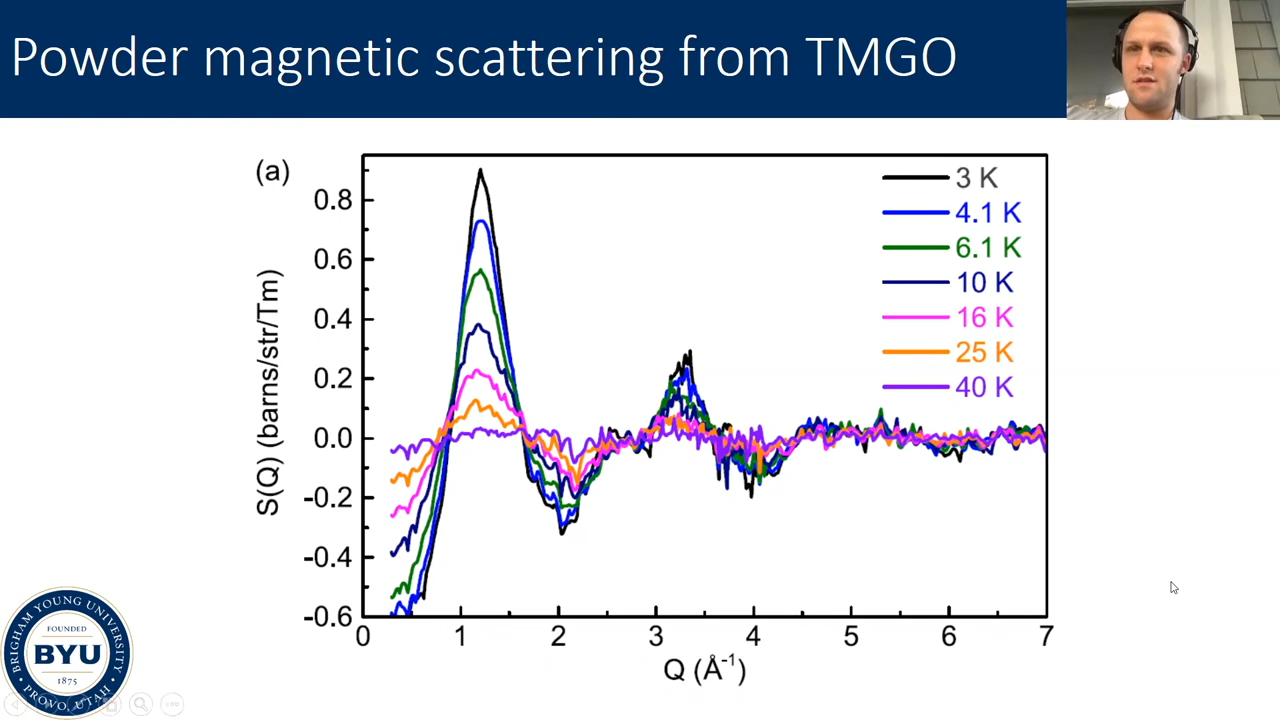 Powder magnetic scattering from TMGO
(a)
3 K
4.1 K
6.1 K
10 K
16 K
25 K
40 K
0.8
0.6
0.4
0.2
0.0
-0.2
-0.4
-0.6
S(Q) (barns/str/Tm)
0 1 2 3 4 5 6 7
Q (Å⁻¹)
BRIGHAM YOUNG UNIVERSITY
FOUNDED
BYU
1875
PROVO, UTAH